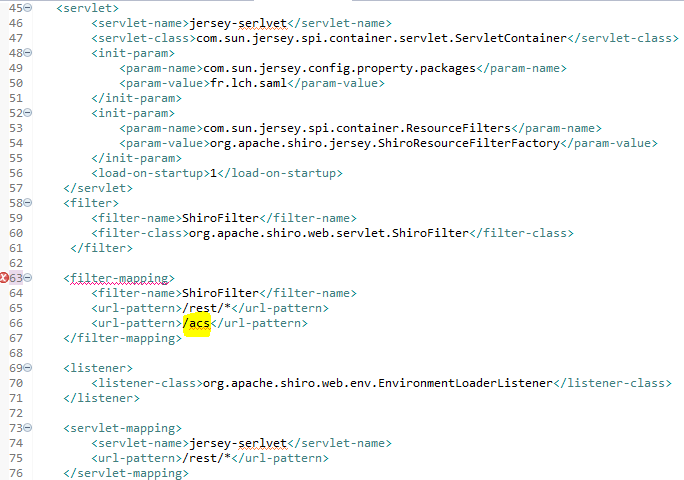 45 <servlet>
46 <servlet-name>jersey-serlvet</servlet-name>
47 <servlet-class>com.sun.jersey.spi.container.servlet.ServletContainer</servlet-class>
48 <init-param>
49 <param-name>com.sun.jersey.config.property.packages</param-name>
50 <param-value>fr.lch.saml</param-value>
51 </init-param>
52 <init-param>
53 <param-name>com.sun.jersey.spi.container.ResourceFilters</param-name>
54 <param-value>org.apache.shiro.jersey.ShiroResourceFilterFactory</param-value>
55 </init-param>
56 <load-on-startup>1</load-on-startup>
57 </servlet>
58 <filter>
59 <filter-name>ShiroFilter</filter-name>
60 <filter-class>org.apache.shiro.web.servlet.ShiroFilter</filter-class>
61 </filter>
62
63 <filter-mapping>
64 <filter-name>ShiroFilter</filter-name>
65 <url-pattern>/rest/*</url-pattern>
66 <url-pattern>/acs</url-pattern>
67 </filter-mapping>
68
69 <listener>
70 <listener-class>org.apache.shiro.web.env.EnvironmentLoaderListener</listener-class>
71 </listener>
72
73 <servlet-mapping>
74 <servlet-name>jersey-serlvet</servlet-name>
75 <url-pattern>/rest/*</url-pattern>
76 </servlet-mapping>